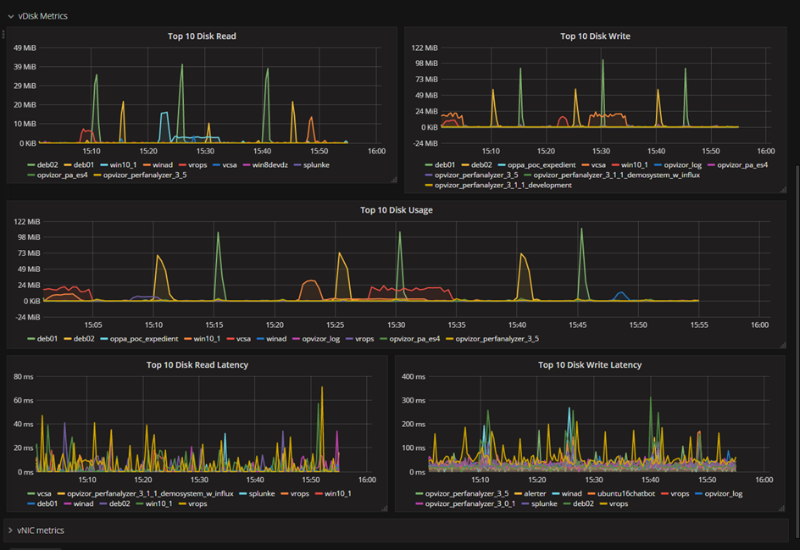 vDisk Metrics
Top 10 Disk Read
49 MiB
40 MiB
30 MiB
20 MiB
10 MiB
0 KiB
15:10 15:20 15:30 15:40 15:50 16:00
deb02 deb01 win10_1 winad vrops vcsa win8devdz splunke
opvizor_pa_es4 opvizor_perfanalyzer_3_5
Top 10 Disk Write
122 MiB
98 MiB
73 MiB
49 MiB
24 MiB
0 KiB
-24 MiB
15:10 15:20 15:30 15:40 15:50 16:00
deb01 deb02 oppa_poc_expedient vcsa win10_1 opvizor_log opvizor_pa_es4
opvizor_perfanalyzer_3_5 opvizor_perfanalyzer_3_1_1_demosystem_w_influx
opvizor_perfanalyzer_3_1_1_development
Top 10 Disk Usage
122 MiB
98 MiB
73 MiB
49 MiB
24 MiB
0 KiB
-24 MiB
15:05 15:10 15:15 15:20 15:25 15:30 15:35 15:40 15:45 15:50 15:55 16:00
deb01 deb02 oppa_poc_expedient win10_1 vcsa winad opvizor_log vrops opvizor_pa_es4 opvizor_perfanalyzer_3_5
Top 10 Disk Read Latency
80 ms
60 ms
40 ms
20 ms
0 ms
15:10 15:20 15:30 15:40 15:50 16:00
vcsa opvizor_perfanalyzer_3_1_1_demosystem_w_influx splunke vrops win10_1
deb01 winad deb02 win10_1 vrops
Top 10 Disk Write Latency
400 ms
300 ms
200 ms
100 ms
0 ms
15:10 15:20 15:30 15:40 15:50 16:00
opvizor_perfanalyzer_3_5 alerter winad ubuntu16chatbot vrops opvizor_log
opvizor_perfanalyzer_3_0_1 splunke deb02 vrops
vNIC metrics